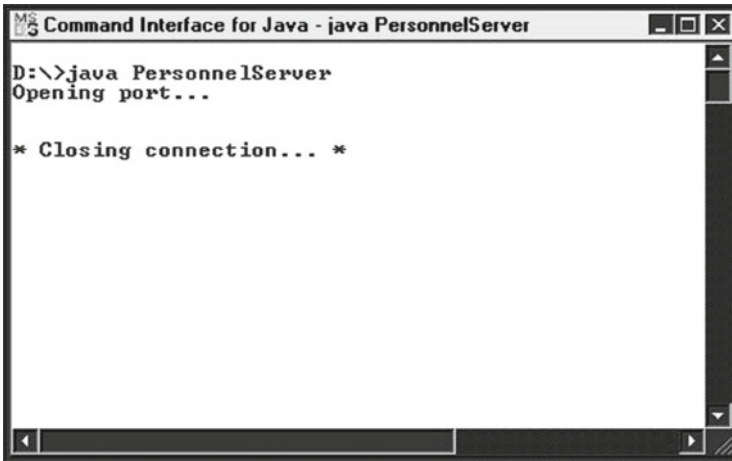 Command Interface for Java - java PersonnelServer
D:\>java PersonnelServer
Opening port...
* Closing connection... *